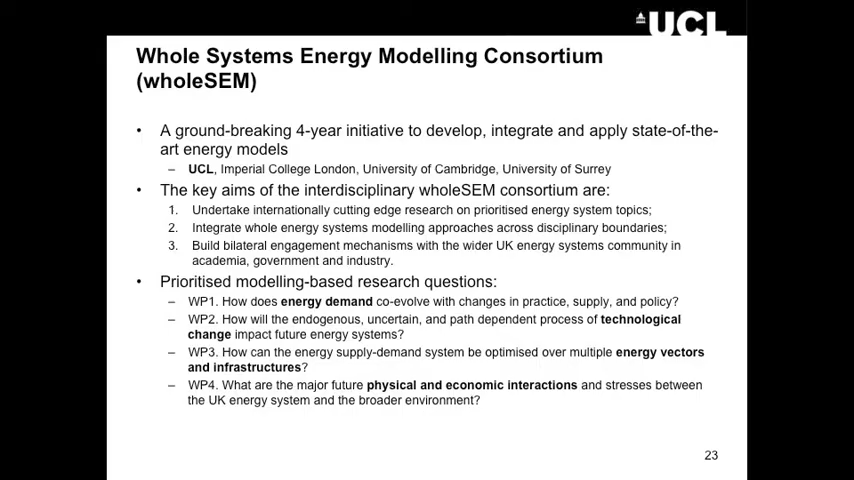 UCL
Whole Systems Energy Modelling Consortium
(wholeSEM)
• A ground-breaking 4-year initiative to develop, integrate and apply state-of-the-
art energy models
– UCL, Imperial College London, University of Cambridge, University of Surrey
• The key aims of the interdisciplinary wholeSEM consortium are:
1. Undertake internationally cutting edge research on prioritised energy system topics;
2. Integrate whole energy systems modelling approaches across disciplinary boundaries;
3. Build bilateral engagement mechanisms with the wider UK energy systems community in
academia, government and industry.
• Prioritised modelling-based research questions:
– WP1. How does energy demand co-evolve with changes in practice, supply, and policy?
– WP2. How will the endogenous, uncertain, and path dependent process of technological
change impact future energy systems?
– WP3. How can the energy supply-demand system be optimised over multiple energy vectors
and infrastructures?
– WP4. What are the major future physical and economic interactions and stresses between
the UK energy system and the broader environment?
23